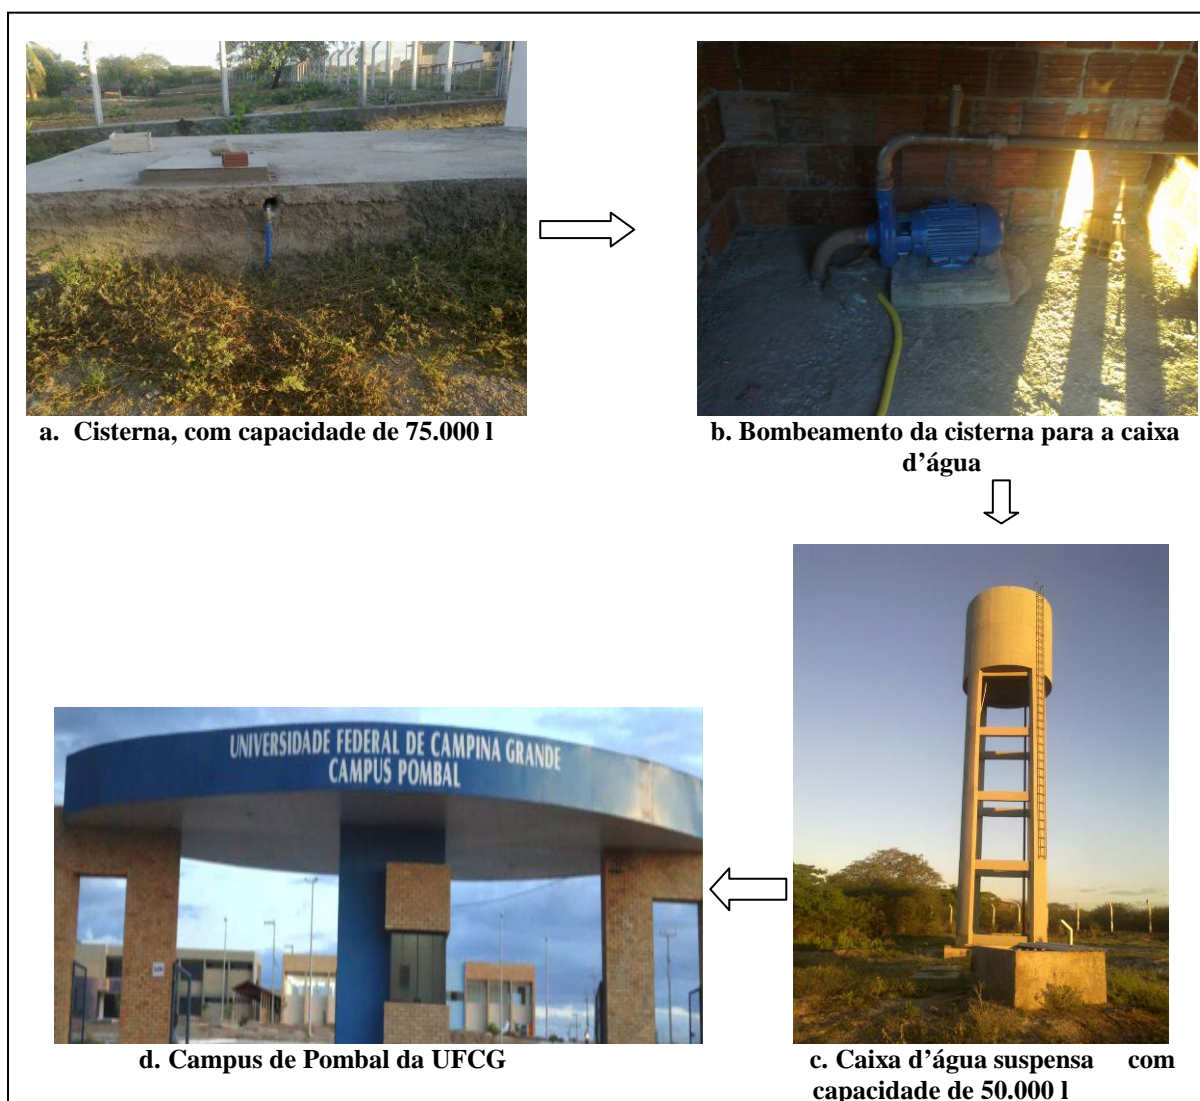 a. Cisterna, com capacidade de 75.000 l
b. Bombeamento da cisterna para a caixa
d’água
UNIVERSIDADE FEDERAL DE CAMPINA GRANDE
CAMPUS POMBAL
d. Campus de Pombal da UFCG
c. Caixa d’água suspensa com
capacidade de 50.000 l